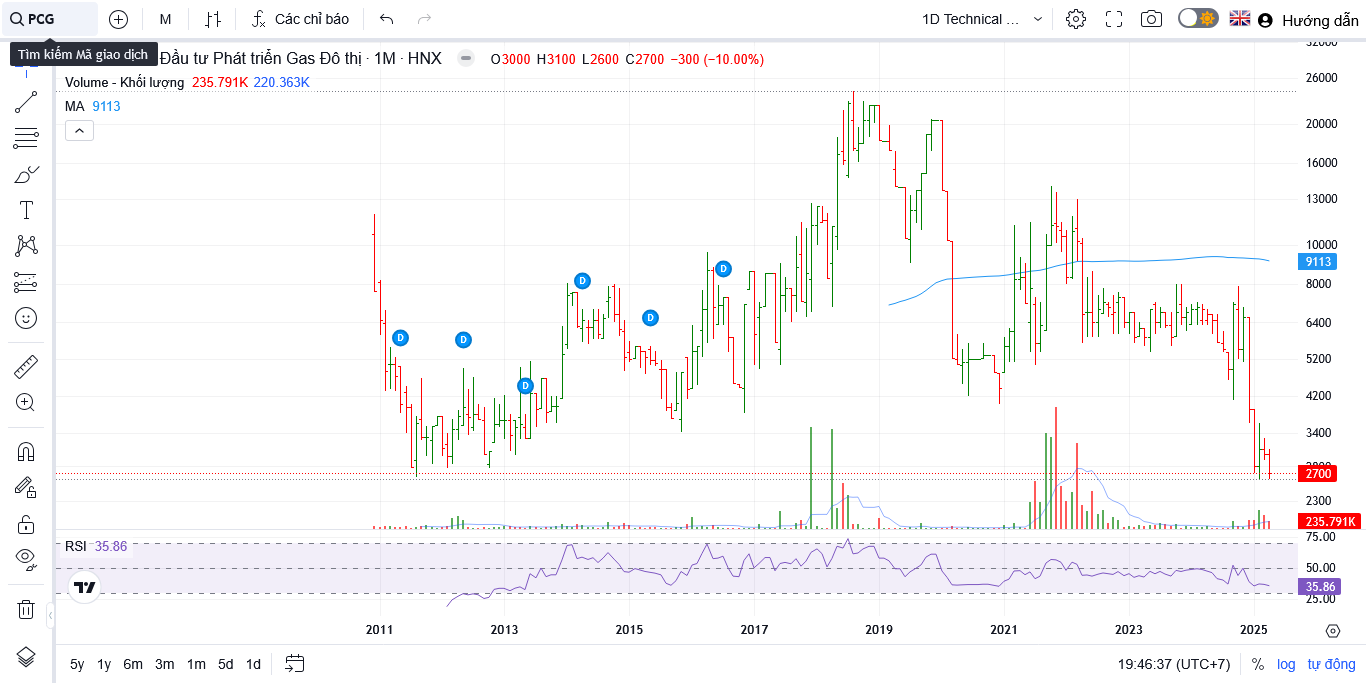 PCG
M
Các chỉ báo
1D Technical ...
Hướng dẫn
Tìm kiếm Mã giao dịch
Đầu tư Phát triển Gas Đô thị · 1M · HNX
O3000 H3100 L2600 C2700 −300 (−10.00%)
Volume - Khối lượng 235.791K 220.363K
MA 9113
32000
26000
20000
16000
13000
10000
9113
8000
6400
5200
4200
3400
2800
2700
2300
235.791K
D
D
D
D
D
D
RSI 35.86
75.00
50.00
35.86
25.00
2011 2013 2015 2017 2019 2021 2023 2025
5y 1y 6m 3m 1m 5d 1d
19:46:37 (UTC+7) % log tự động